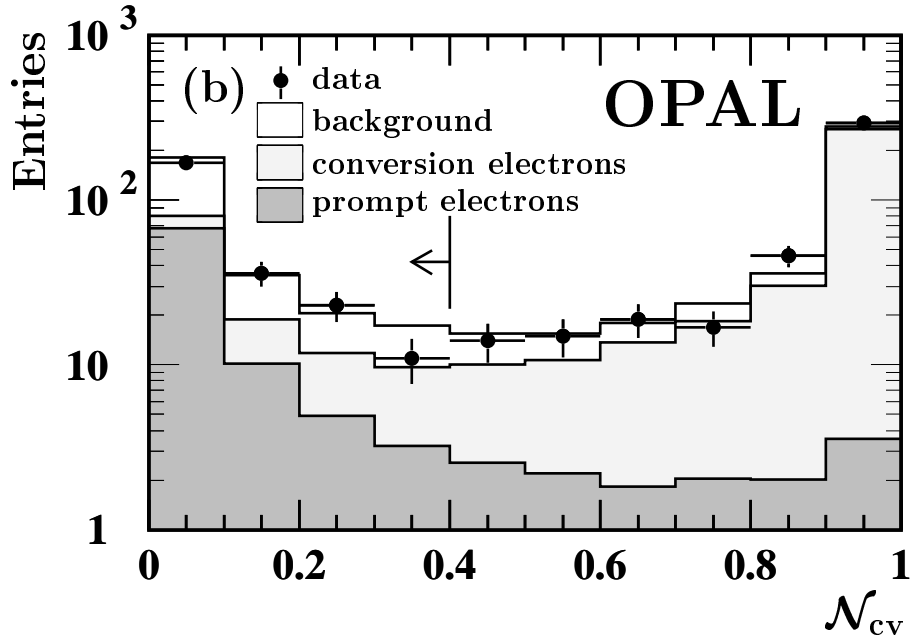 Entries
10 3
10 2
10
1
(b)
data
background
conversion electrons
prompt electrons
OPAL
0 0.2 0.4 0.6 0.8 1
𝒩cv